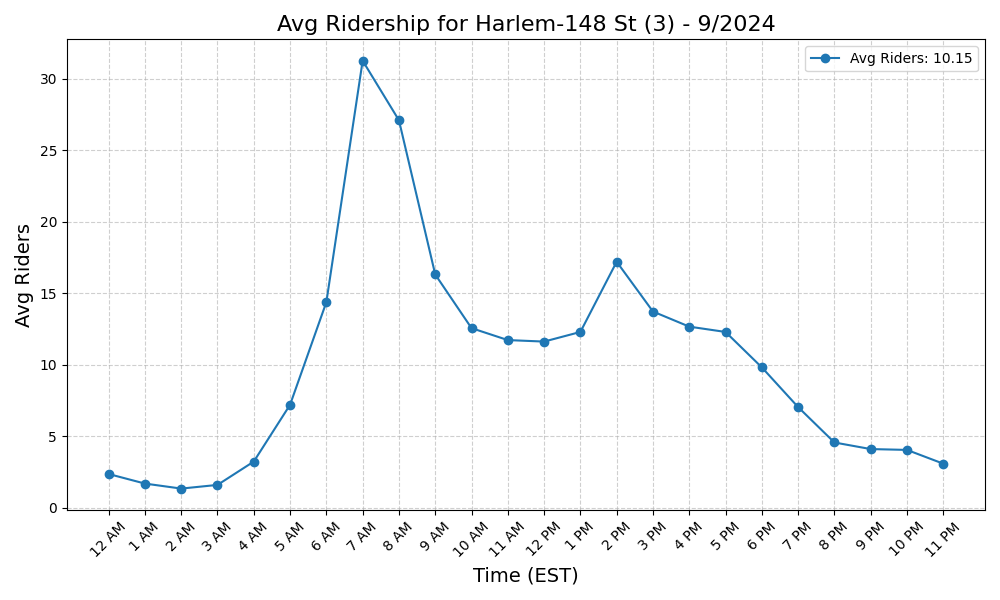 Avg Ridership for Harlem-148 St (3) - 9/2024
Avg Riders: 10.15
Avg Riders
30
25
20
15
10
5
0
12 AM
1 AM
2 AM
3 AM
4 AM
5 AM
6 AM
7 AM
8 AM
9 AM
10 AM
11 AM
12 PM
1 PM
2 PM
3 PM
4 PM
5 PM
6 PM
7 PM
8 PM
9 PM
10 PM
11 PM
Time (EST)